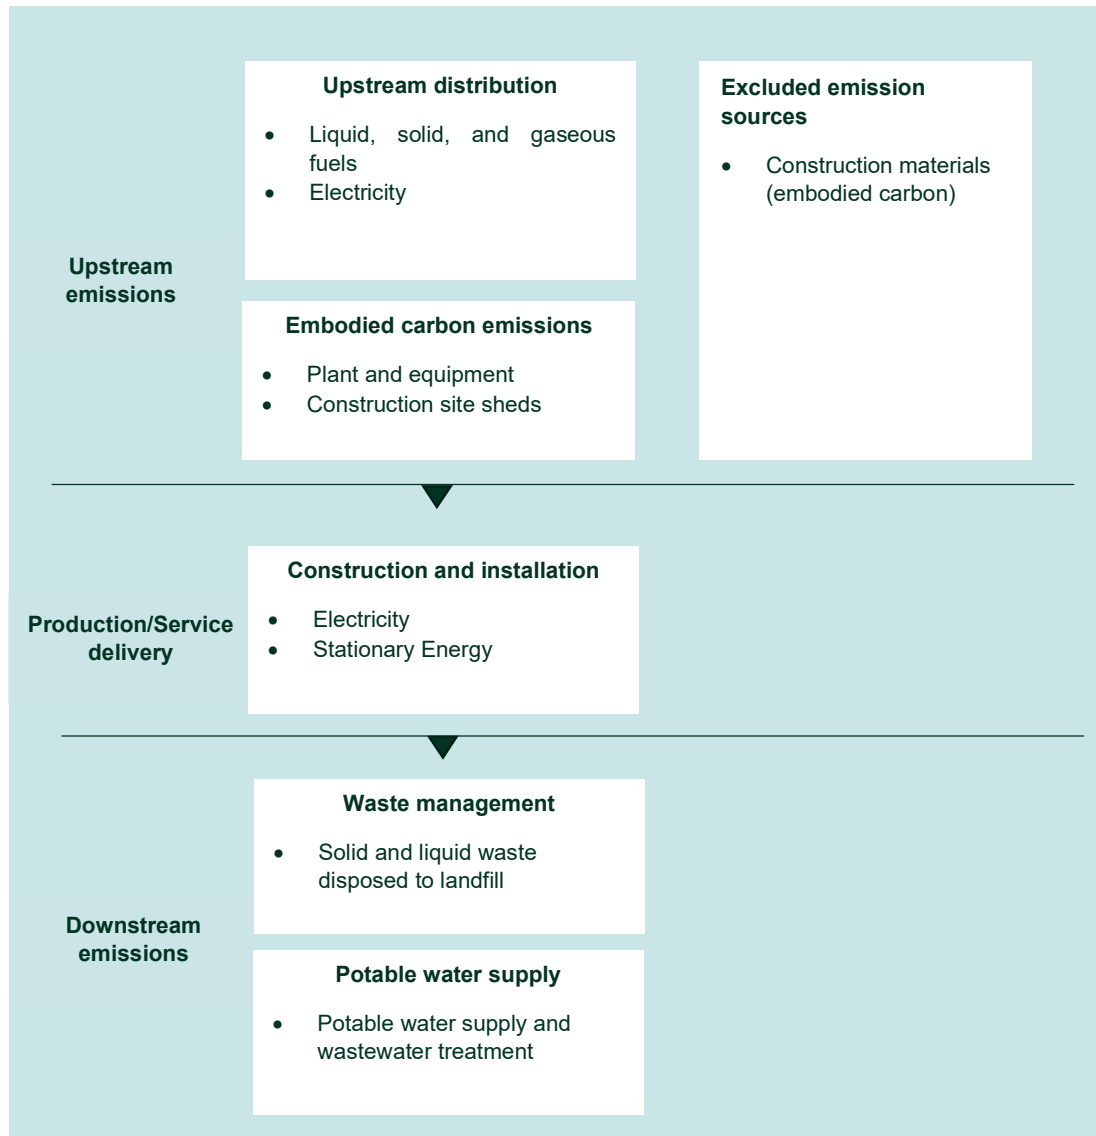 Upstream distribution
• Liquid, solid, and gaseous
fuels
• Electricity
Excluded emission
sources
• Construction materials
(embodied carbon)
Upstream
emissions
Embodied carbon emissions
• Plant and equipment
• Construction site sheds
Construction and installation
• Electricity
• Stationary Energy
Production/Service
delivery
Waste management
• Solid and liquid waste
disposed to landfill
Downstream
emissions
Potable water supply
• Potable water supply and
wastewater treatment